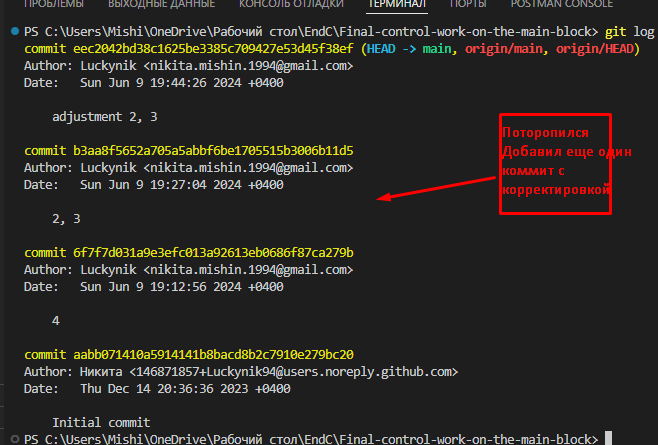 ПРОБЛЕМЫ ВЫХОДНЫЕ ДАННЫЕ КОНСОЛЬ ОТЛАДКИ ТЕРМИНАЛ ПОРТЫ POSTMAN CONSOLE
PS C:\Users\Mishi\OneDrive\Рабочий стол\EndC\Final-control-work-on-the-main-block> git log
commit eec2042bd38c1625be3385c709427e53d45f38ef (HEAD -> main, origin/main, origin/HEAD)
Author: Luckynik <nikita.mishin.1994@gmail.com>
Date:   Sun Jun 9 19:44:26 2024 +0400
adjustment 2, 3
commit b3aa8f5652a705a5abbf6be1705515b3006b11d5
Author: Luckynik <nikita.mishin.1994@gmail.com>
Date:   Sun Jun 9 19:27:04 2024 +0400
2, 3
Поторопился
Добавил еще один
коммит с
корректировкой
commit 6f7f7d031a9e3efc013a92613eb0686f87ca279b
Author: Luckynik <nikita.mishin.1994@gmail.com>
Date:   Sun Jun 9 19:12:56 2024 +0400
4
commit aabb071410a5914141b8bacd8b2c7910e279bc20
Author: Никита <146871857+Luckynik94@users.noreply.github.com>
Date:   Thu Dec 14 20:36:36 2023 +0400
Initial commit
PS C:\Users\Mishi\OneDrive\Рабочий стол\EndC\Final-control-work-on-the-main-block>